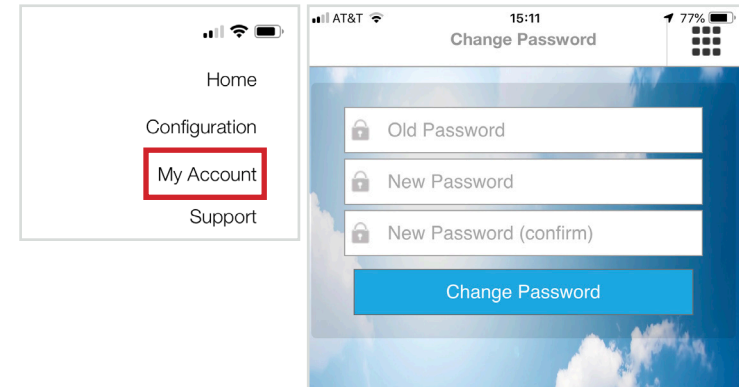 Home
Configuration
My Account
Support
AT&T 15:11 77%
Change Password
Old Password
New Password
New Password (confirm)
Change Password